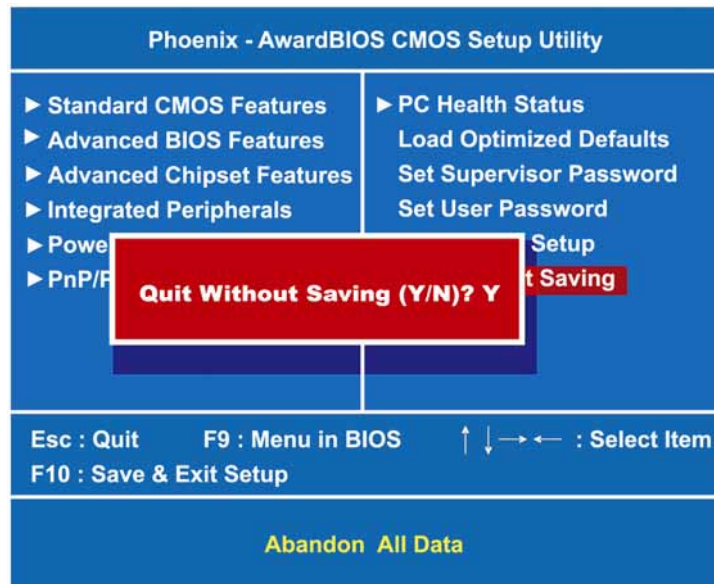 Phoenix - AwardBIOS CMOS Setup Utility
► Standard CMOS Features
► Advanced BIOS Features
► Advanced Chipset Features
► Integrated Peripherals
► Powe
► PnP/P
► PC Health Status
Load Optimized Defaults
Set Supervisor Password
Set User Password
Setup
t Saving
Quit Without Saving (Y/N)? Y
Esc : Quit F9 : Menu in BIOS ↑ ↓ → ← : Select Item
F10 : Save & Exit Setup
Abandon All Data